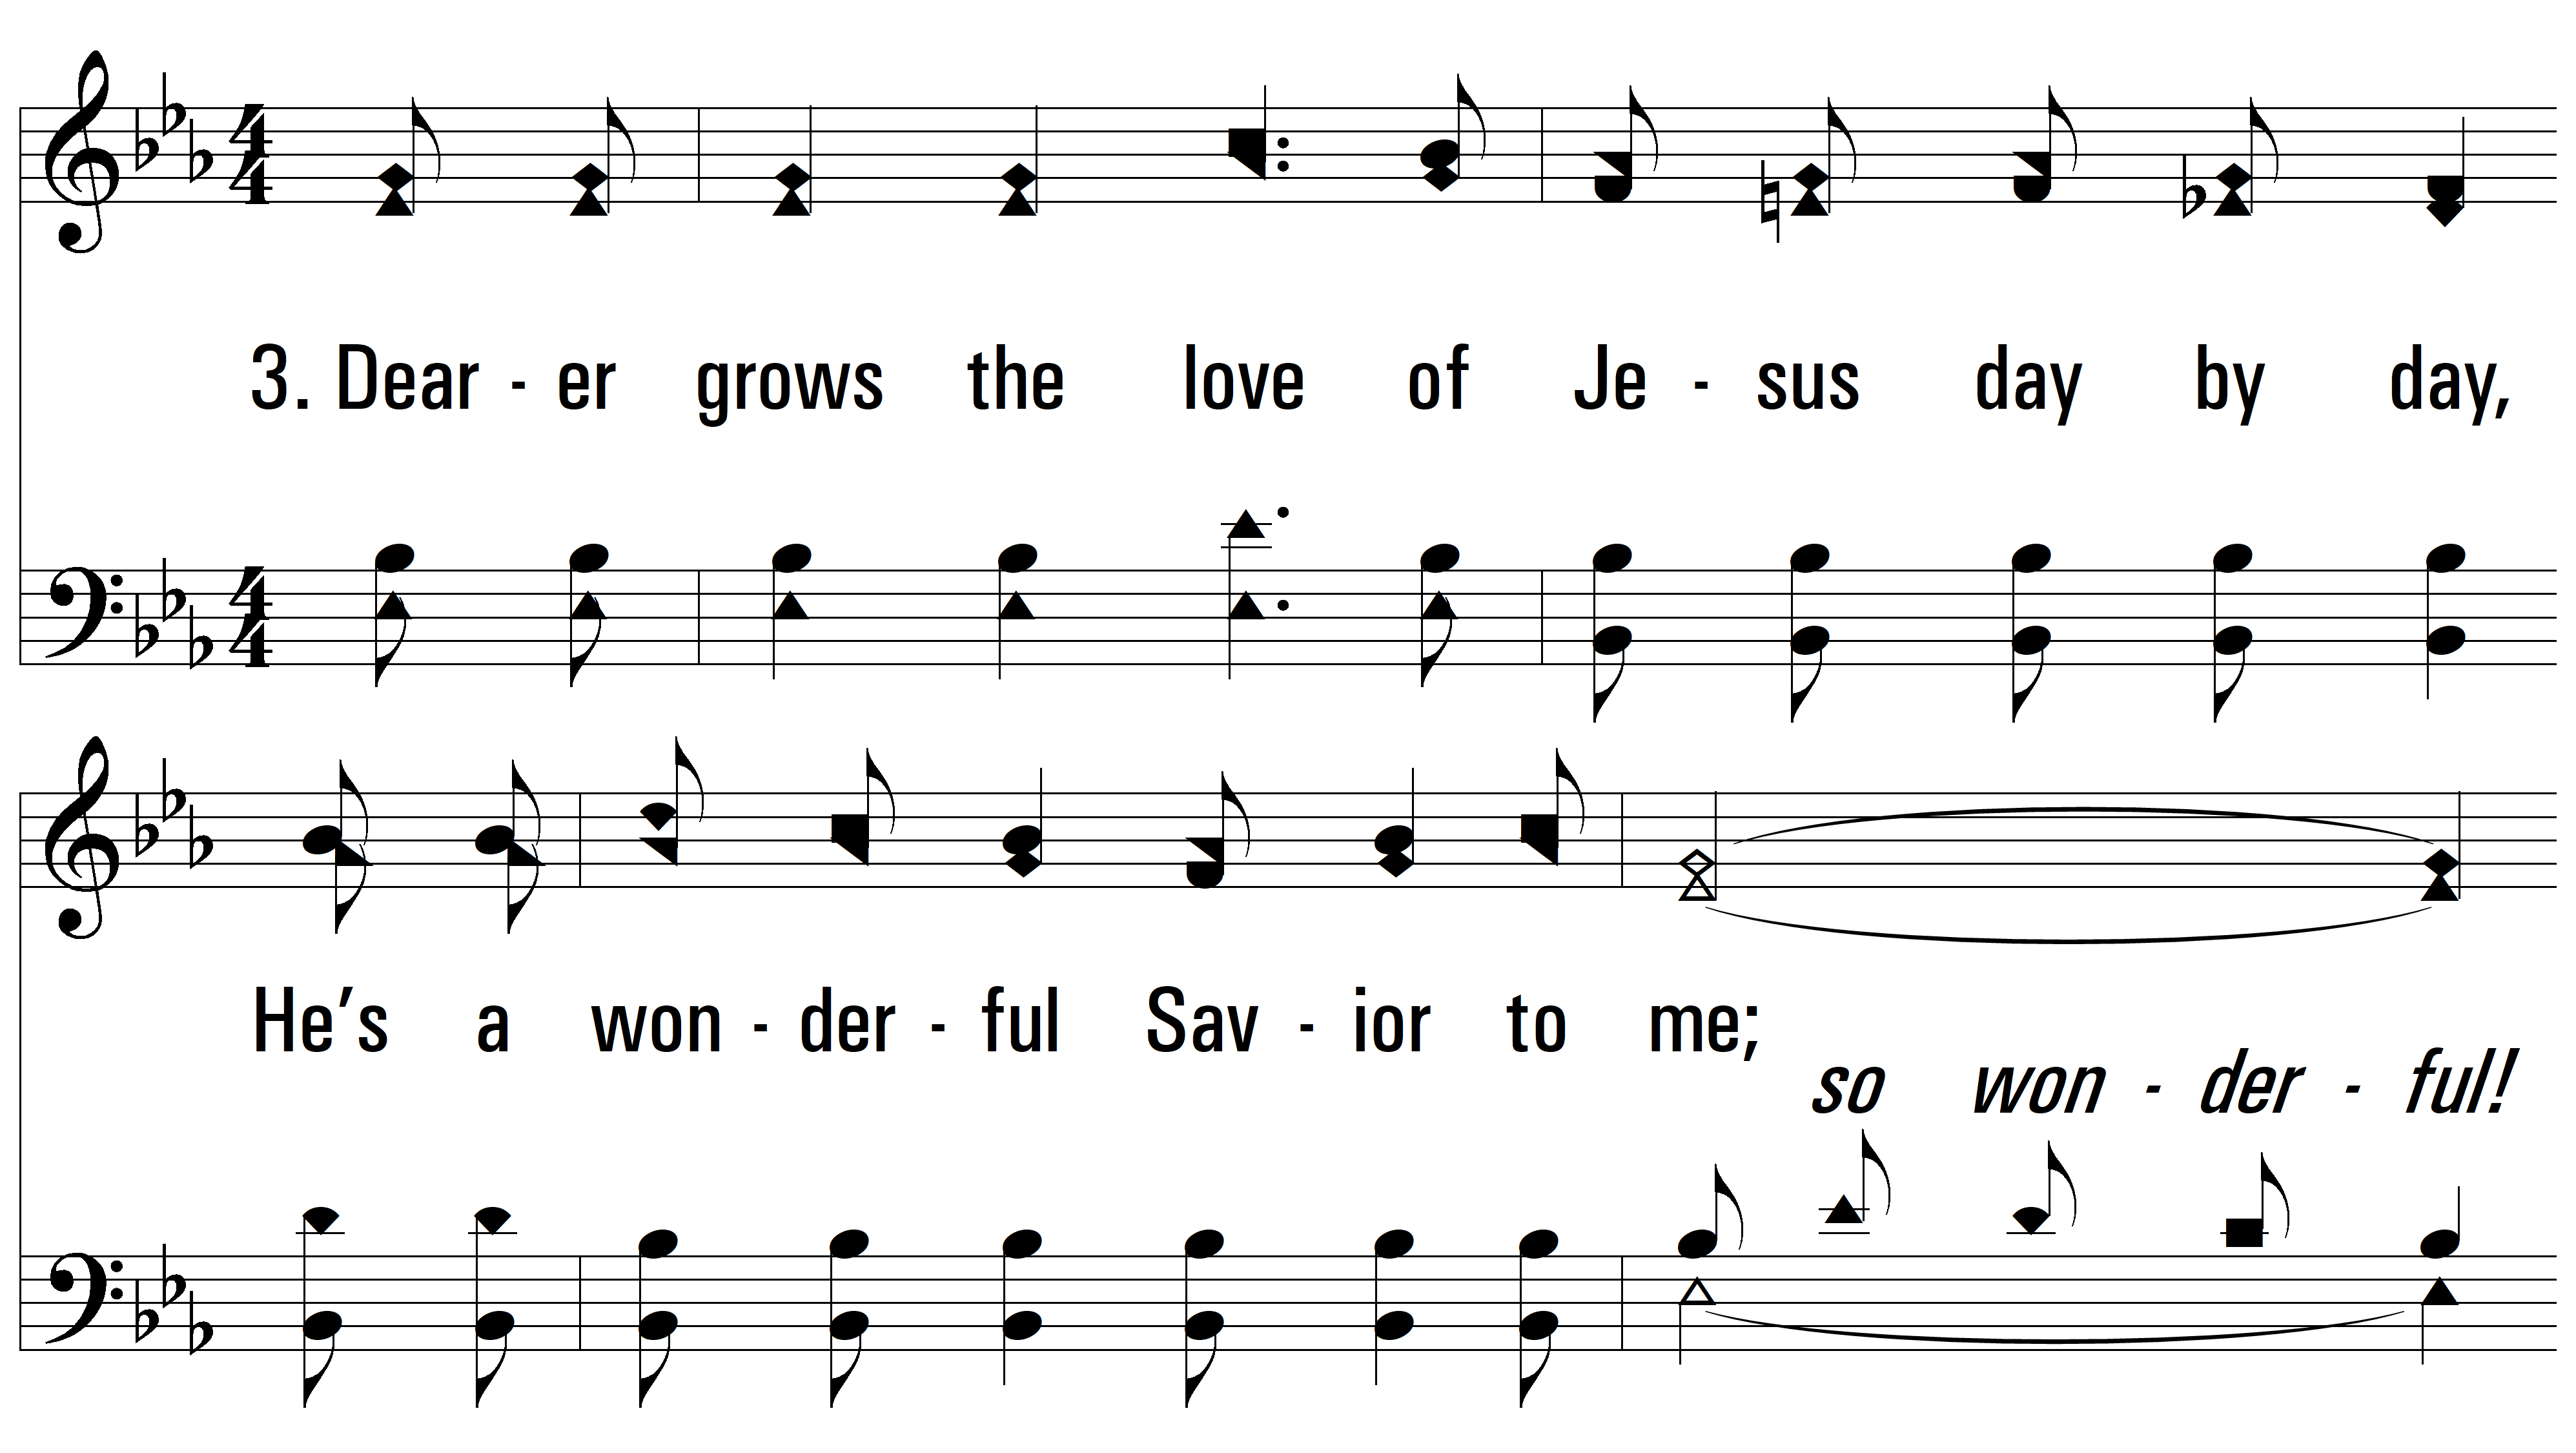 3. Dear - er grows the love of Je - sus day by day,
He’s a won - der - ful Sav - ior to me;
so won - der - ful!